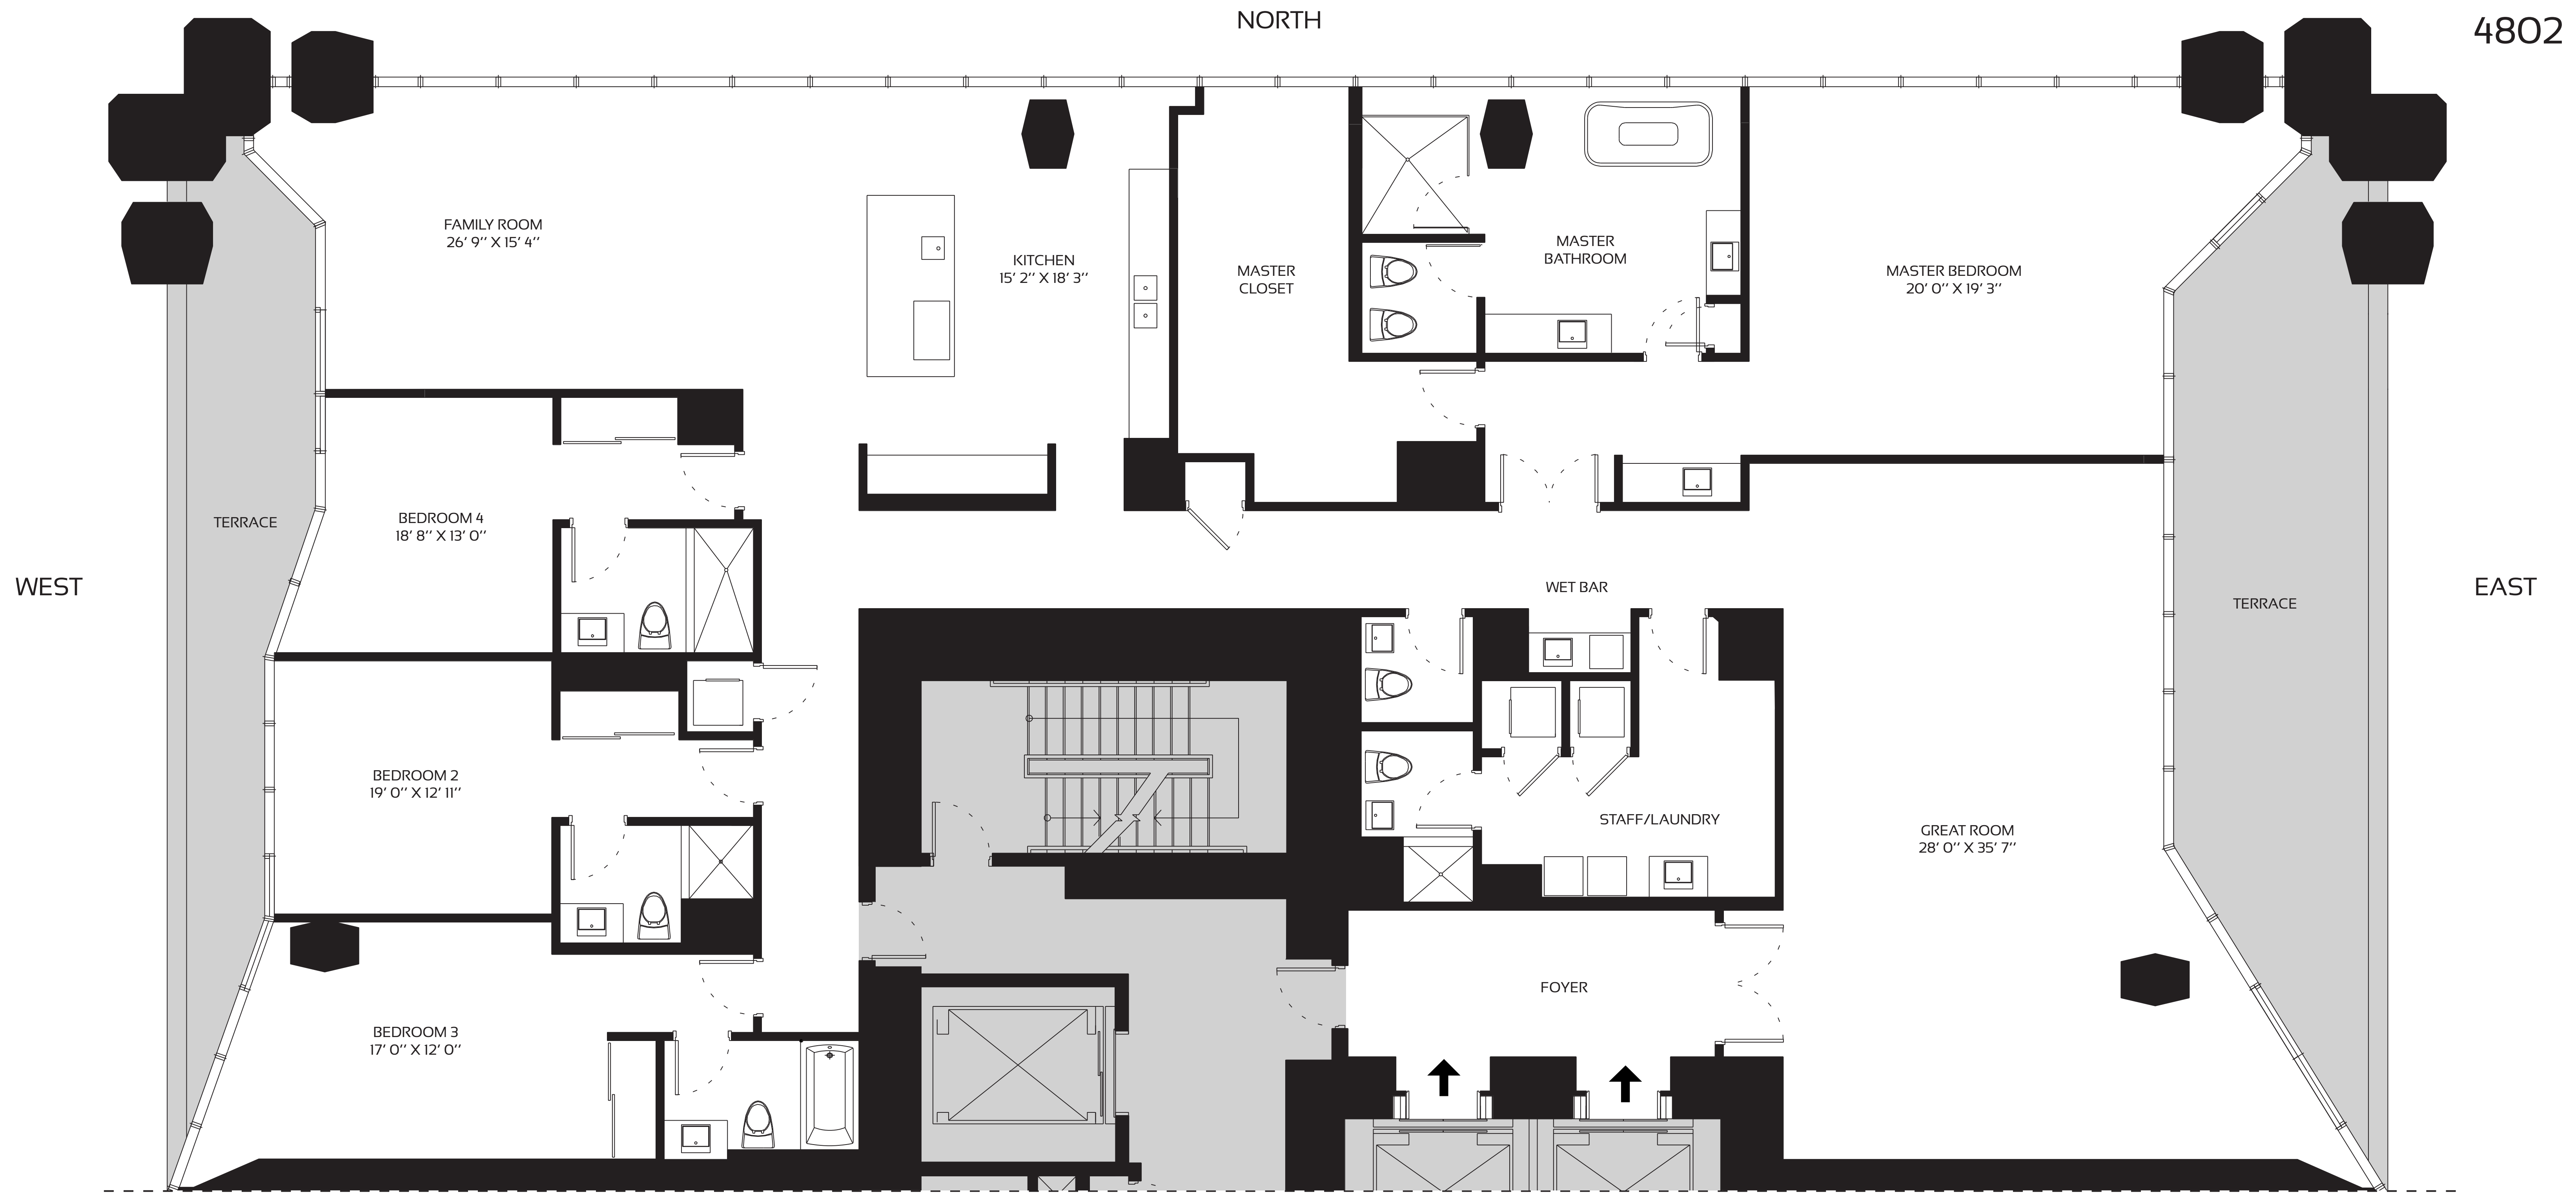 NORTH
4802
FAMILY ROOM
26’ 9’’ X 15’ 4’’
KITCHEN
15’ 2’’ X 18’ 3’’
MASTER
CLOSET
MASTER
BATHROOM
MASTER BEDROOM
20’ 0’’ X 19’ 3’’
TERRACE
BEDROOM 4
18’ 8’’ X 13’ 0’’
WEST
WET BAR
EAST
TERRACE
BEDROOM 2
19’ 0’’ X 12’ 11’’
STAFF/LAUNDRY
GREAT ROOM
28’ 0’’ X 35’ 7’’
FOYER
BEDROOM 3
17’ 0’’ X 12’ 0’’